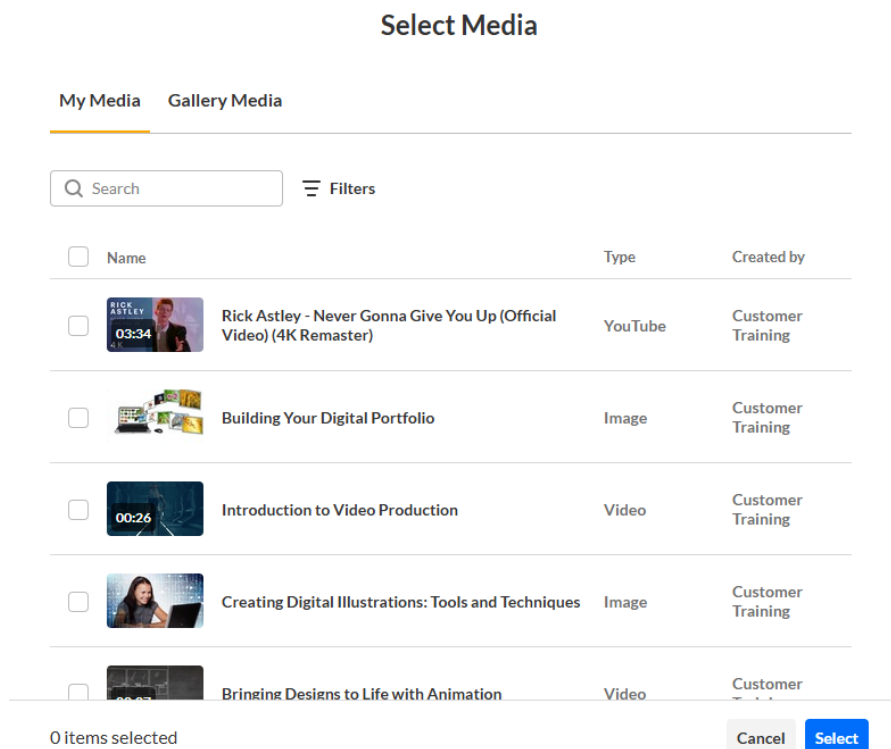 Select Media
My Media Gallery Media
Search Filters
Name Type Created by
RICK
ASTLEY
4K
03:34
Rick Astley - Never Gonna Give You Up (Official
Video) (4K Remaster)
YouTube
Customer
Training
Building Your Digital Portfolio
Image
Customer
Training
00:26
Introduction to Video Production
Video
Customer
Training
Creating Digital Illustrations: Tools and Techniques
Image
Customer
Training
Bringing Designs to Life with Animation
Video
Customer
0 items selected
Cancel Select